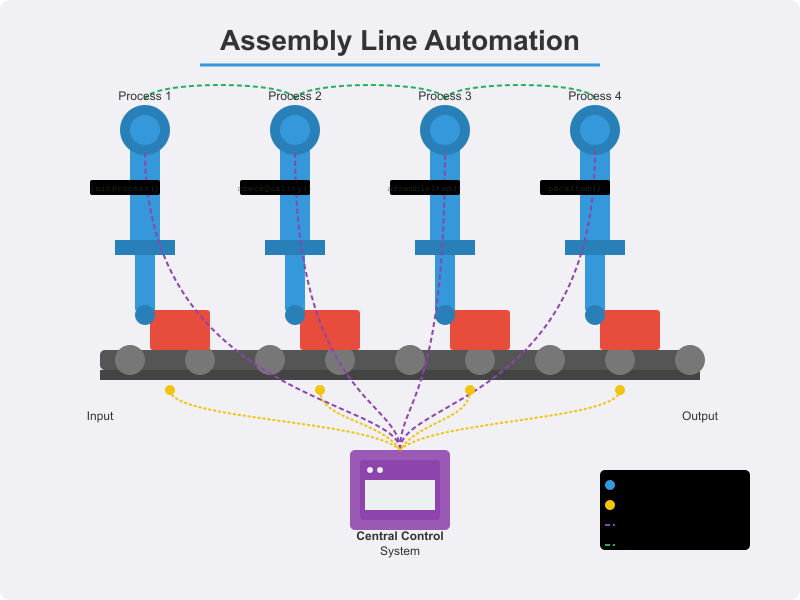 Assembly Line Automation
Process 1
Process 2
Process 3
Process 4
initProcess()
checkQuality()
assembleItem()
packItem()
Input
Output
Central Control
System